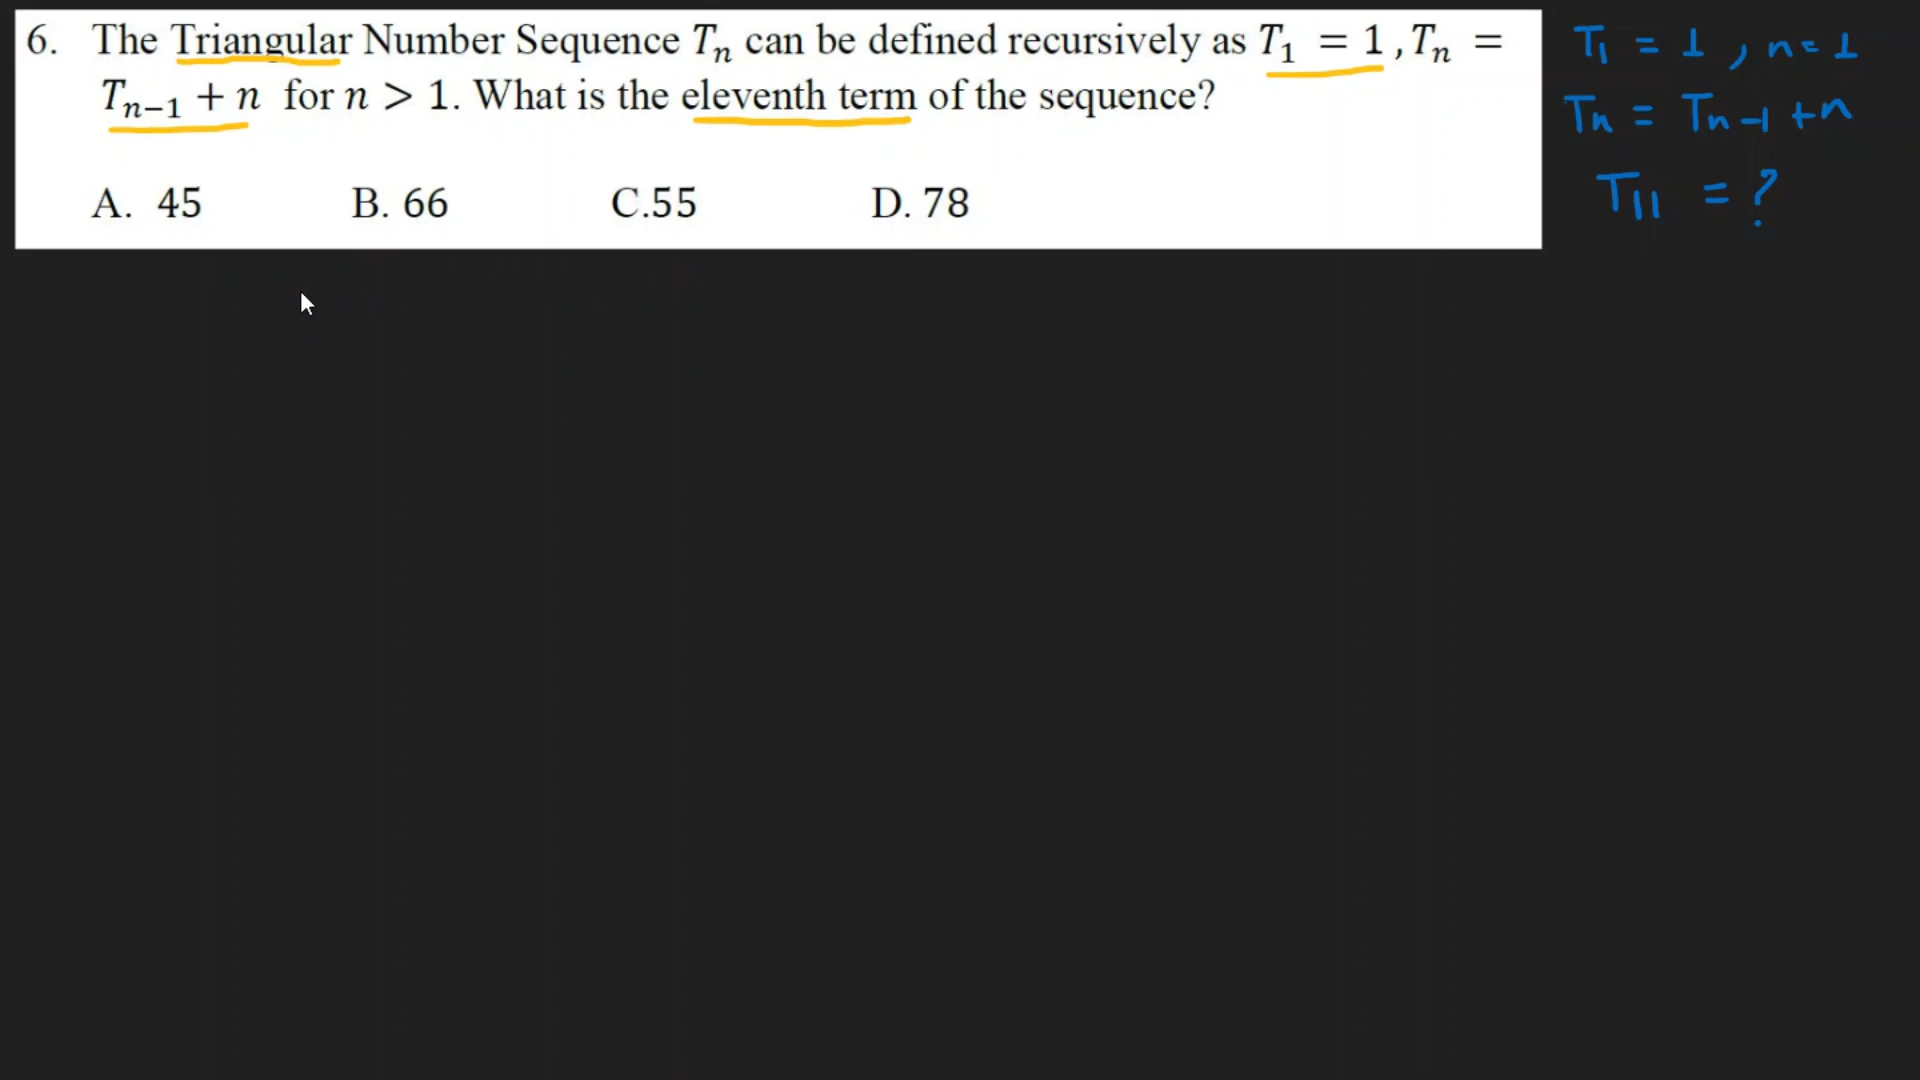 6. The Triangular Number Sequence Tₙ can be defined recursively as T₁ = 1 , Tₙ =
Tₙ₋₁ + n for n > 1. What is the eleventh term of the sequence?
A. 45 B. 66 C.55 D. 78
T₁ = 1 , n = 1
Tₙ = Tₙ₋₁ + n
T₁₁ = ?